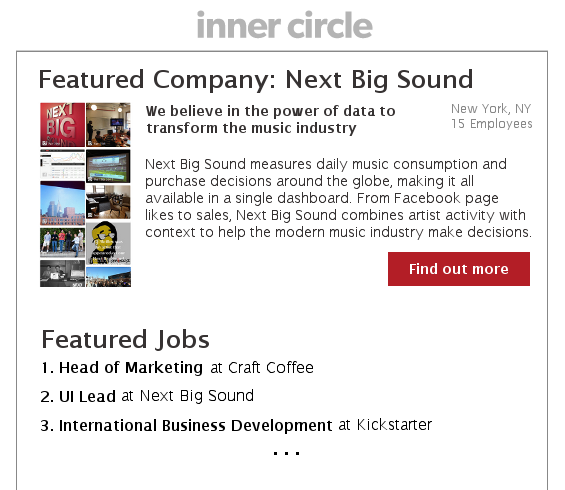 inner circle
Featured Company: Next Big Sound
We believe in the power of data to
transform the music industry
New York, NY
15 Employees
Next Big Sound measures daily music consumption and
purchase decisions around the globe, making it all
available in a single dashboard. From Facebook page
likes to sales, Next Big Sound combines artist activity with
context to help the modern music industry make decisions.
NEXT
BIG
Find out more
Featured Jobs
1. Head of Marketing at Craft Coffee
2. UI Lead at Next Big Sound
3. International Business Development at Kickstarter
...